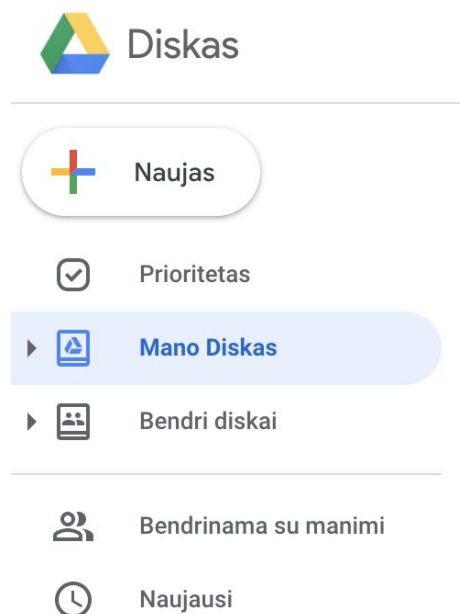 Diskas
Naujas
Prioritetas
Mano Diskas
Bendri diskai
Bendrinama su manimi
Naujausi